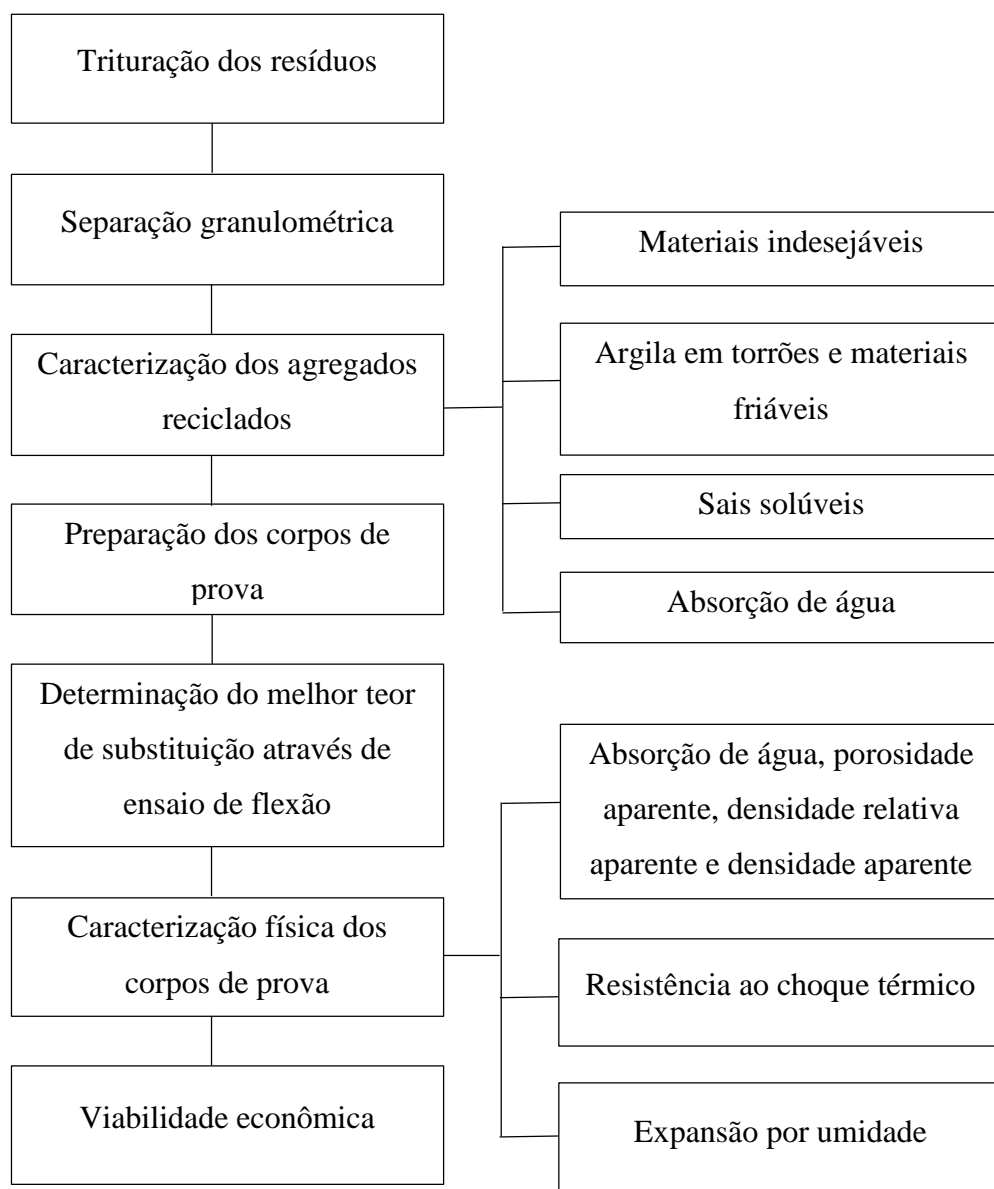 Trituração dos resíduos
Separação granulométrica
Caracterização dos agregados
reciclados
Preparação dos corpos de
prova
Determinação do melhor teor
de substituição através de
ensaio de flexão
Caracterização física dos
corpos de prova
Viabilidade econômica
Materiais indesejáveis
Argila em torrões e materiais
friáveis
Sais solúveis
Absorção de água
Absorção de água, porosidade
aparente, densidade relativa
aparente e densidade aparente
Resistência ao choque térmico
Expansão por umidade